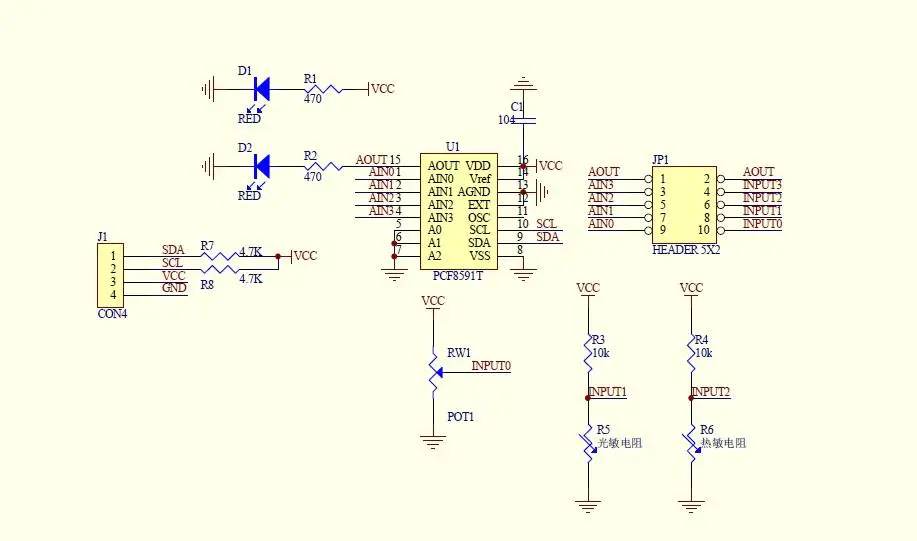 D1
R1
VCC
470
RED
C1
104
D2
R2
470
RED
U1
AOUT 15
AIN0 1
AIN1 2
AIN2 3
AIN3 4
5
6
7
AOUT VDD
AIN0 Vref
AIN1 AGND
AIN2 EXT
AIN3 OSC
A0 SCL
A1 SDA
A2 VSS
16 VCC
14
13
12
11
10 SCL
9 SDA
8
PCF8591T
JP1
AOUT 1 2 AOUT
AIN3 3 4 INPUT3
AIN2 5 6 INPUT2
AIN1 7 8 INPUT1
AIN0 9 10 INPUT0
HEADER 5X2
J1
1 SDA R7 4.7K
2 SCL R8 4.7K
3 VCC
4 GND
CON4
VCC
VCC
RW1
INPUT0
POT1
VCC
R3
10k
INPUT1
R5
光敏电阻
VCC
R4
10k
INPUT2
R6
热敏电阻